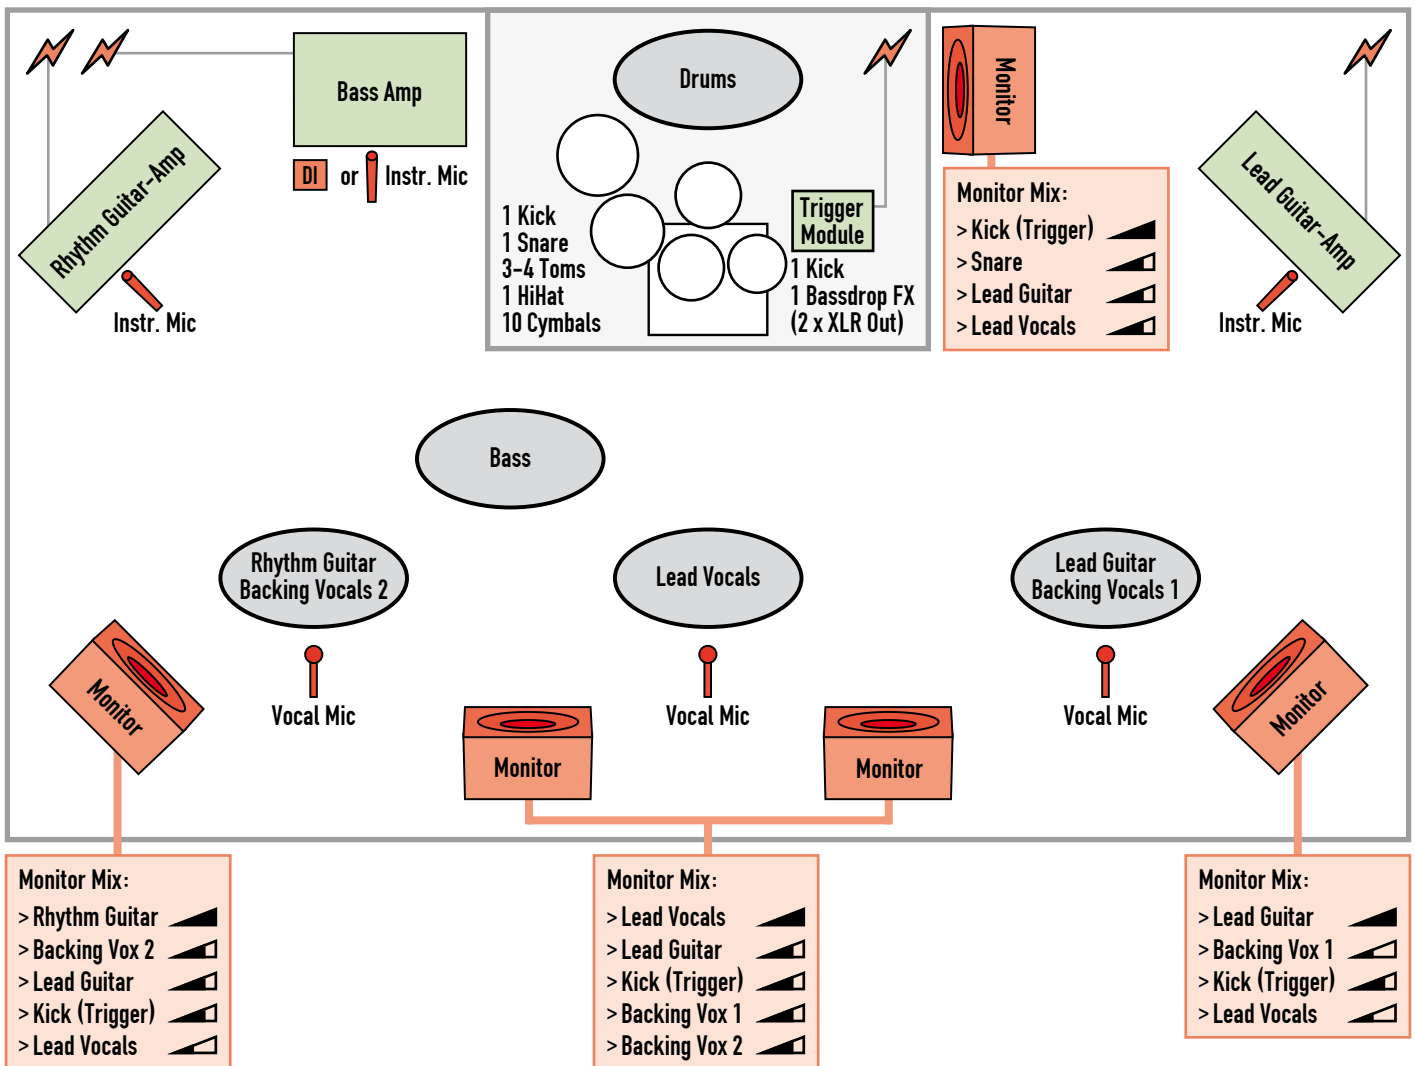 Bass Amp
DI or Instr. Mic
Rhythm Guitar-Amp
Instr. Mic
Drums
1 Kick
1 Snare
3–4 Toms
1 HiHat
10 Cymbals
Trigger
Module
1 Kick
1 Bassdrop FX
(2 x XLR Out)
Monitor
Monitor Mix:
> Kick (Trigger)
> Snare
> Lead Guitar
> Lead Vocals
Lead Guitar-Amp
Instr. Mic
Bass
Rhythm Guitar
Backing Vocals 2
Lead Vocals
Lead Guitar
Backing Vocals 1
Vocal Mic
Vocal Mic
Vocal Mic
Monitor
Monitor
Monitor
Monitor
Monitor Mix:
> Rhythm Guitar
> Backing Vox 2
> Lead Guitar
> Kick (Trigger)
> Lead Vocals
Monitor Mix:
> Lead Vocals
> Lead Guitar
> Kick (Trigger)
> Backing Vox 1
> Backing Vox 2
Monitor Mix:
> Lead Guitar
> Backing Vox 1
> Kick (Trigger)
> Lead Vocals